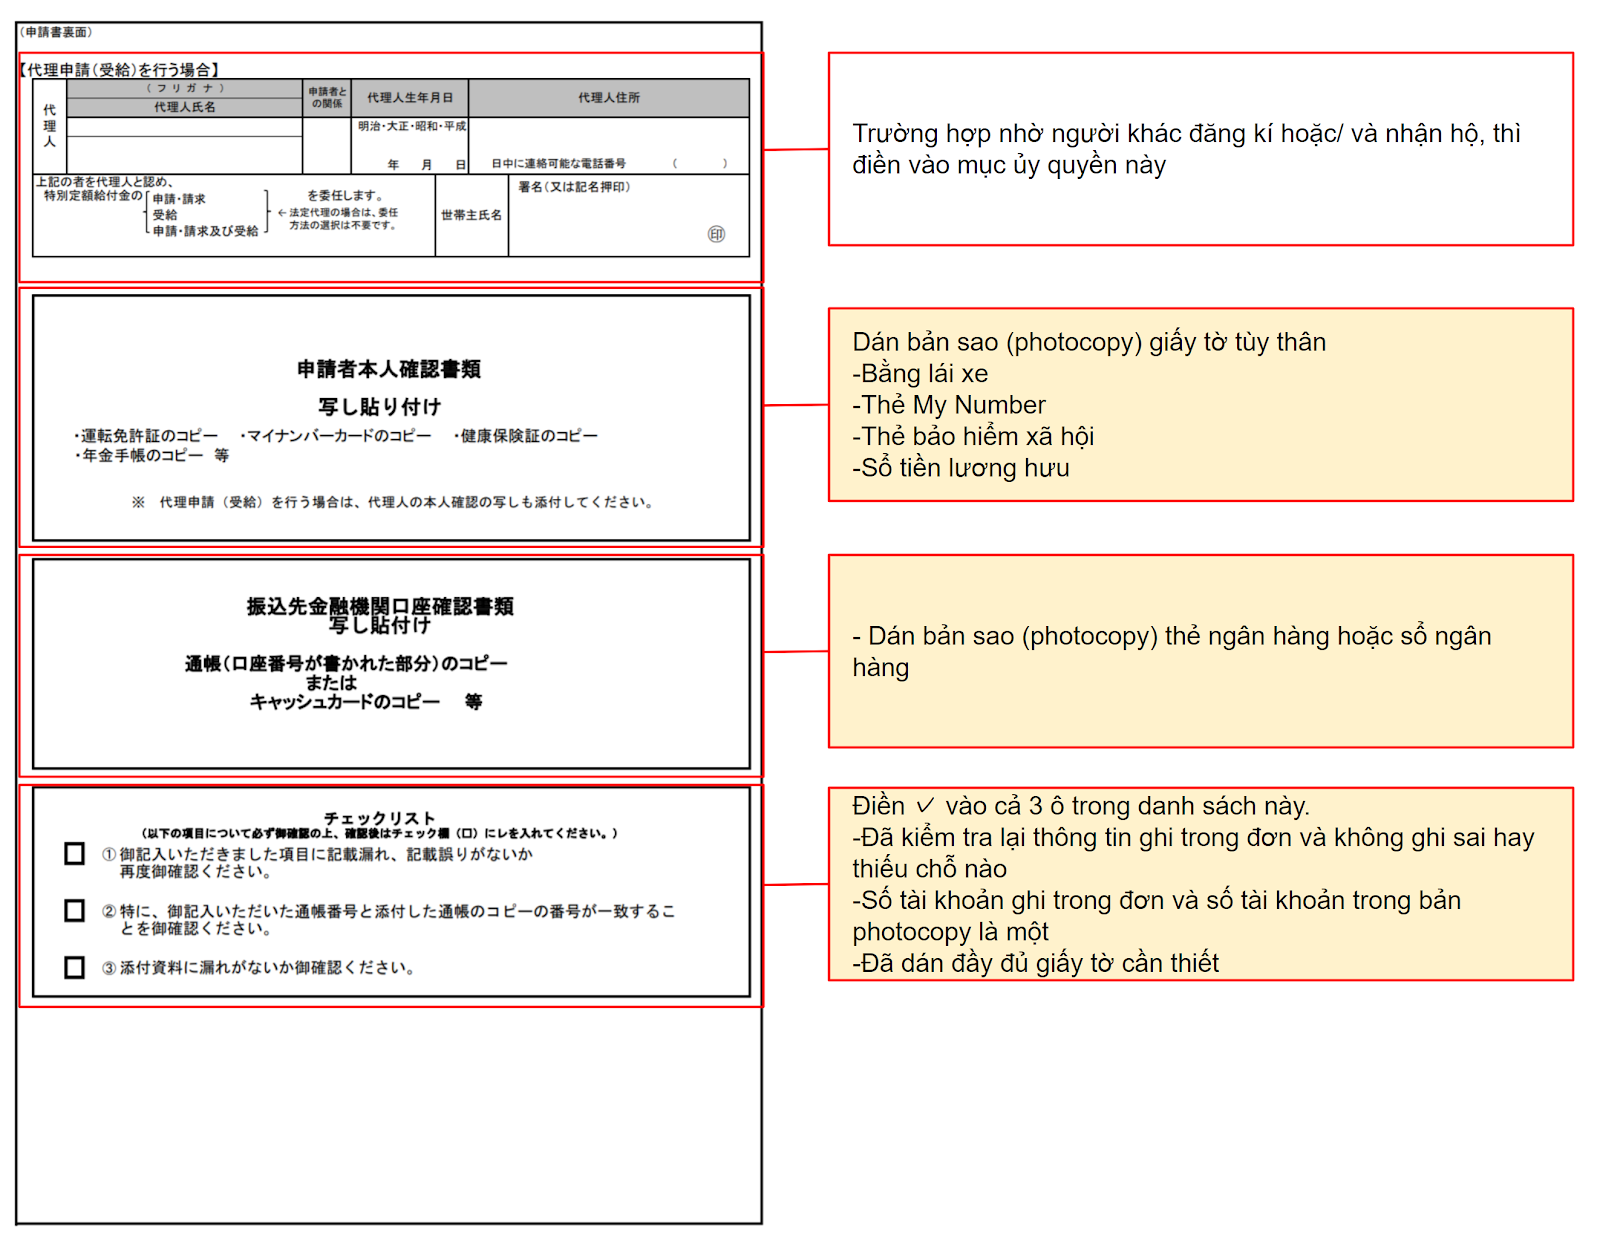 （申請書裏面）
【代理申請（受給）を行う場合】
代理人
（フリガナ）
代理人氏名
申請者と
の関係
代理人生年月日
代理人住所
明治・大正・昭和・平成
年 月 日
日中に連絡可能な電話番号 （ ）
上記の者を代理人と認め、
特別定額給付金の
申請・請求
受給
申請・請求及び受給
を委任します。
←法定代理の場合は、委任
方法の選択は不要です。
世帯主氏名
署名（又は記名押印）
㊞
Trường hợp nhờ người khác đăng kí hoặc/ và nhận hộ, thì
điền vào mục ủy quyền này
申請者本人確認書類
写し貼り付け
・運転免許証のコピー ・マイナンバーカードのコピー ・健康保険証のコピー
・年金手帳のコピー 等
※ 代理申請（受給）を行う場合は、代理人の本人確認の写しも添付してください。
Dán bản sao (photocopy) giấy tờ tùy thân
-Bằng lái xe
-Thẻ My Number
-Thẻ bảo hiểm xã hội
-Sổ tiền lương hưu
振込先金融機関口座確認書類
写し貼付け
通帳（口座番号が書かれた部分）のコピー
または
キャッシュカードのコピー 等
- Dán bản sao (photocopy) thẻ ngân hàng hoặc sổ ngân
hàng
チェックリスト
（以下の項目について必ず御確認の上、確認後はチェック欄（口）にレを入れてください。）
①御記入いただきました項目に記載漏れ、記載誤りがないか
再度御確認ください。
②特に、御記入いただいた通帳番号と添付した通帳のコピーの番号が一致するこ
とを御確認ください。
③添付資料に漏れがないか御確認ください。
Điền ✓ vào cả 3 ô trong danh sách này.
-Đã kiểm tra lại thông tin ghi trong đơn và không ghi sai hay
thiếu chỗ nào
-Số tài khoản ghi trong đơn và số tài khoản trong bản
photocopy là một
-Đã dán đầy đủ giấy tờ cần thiết